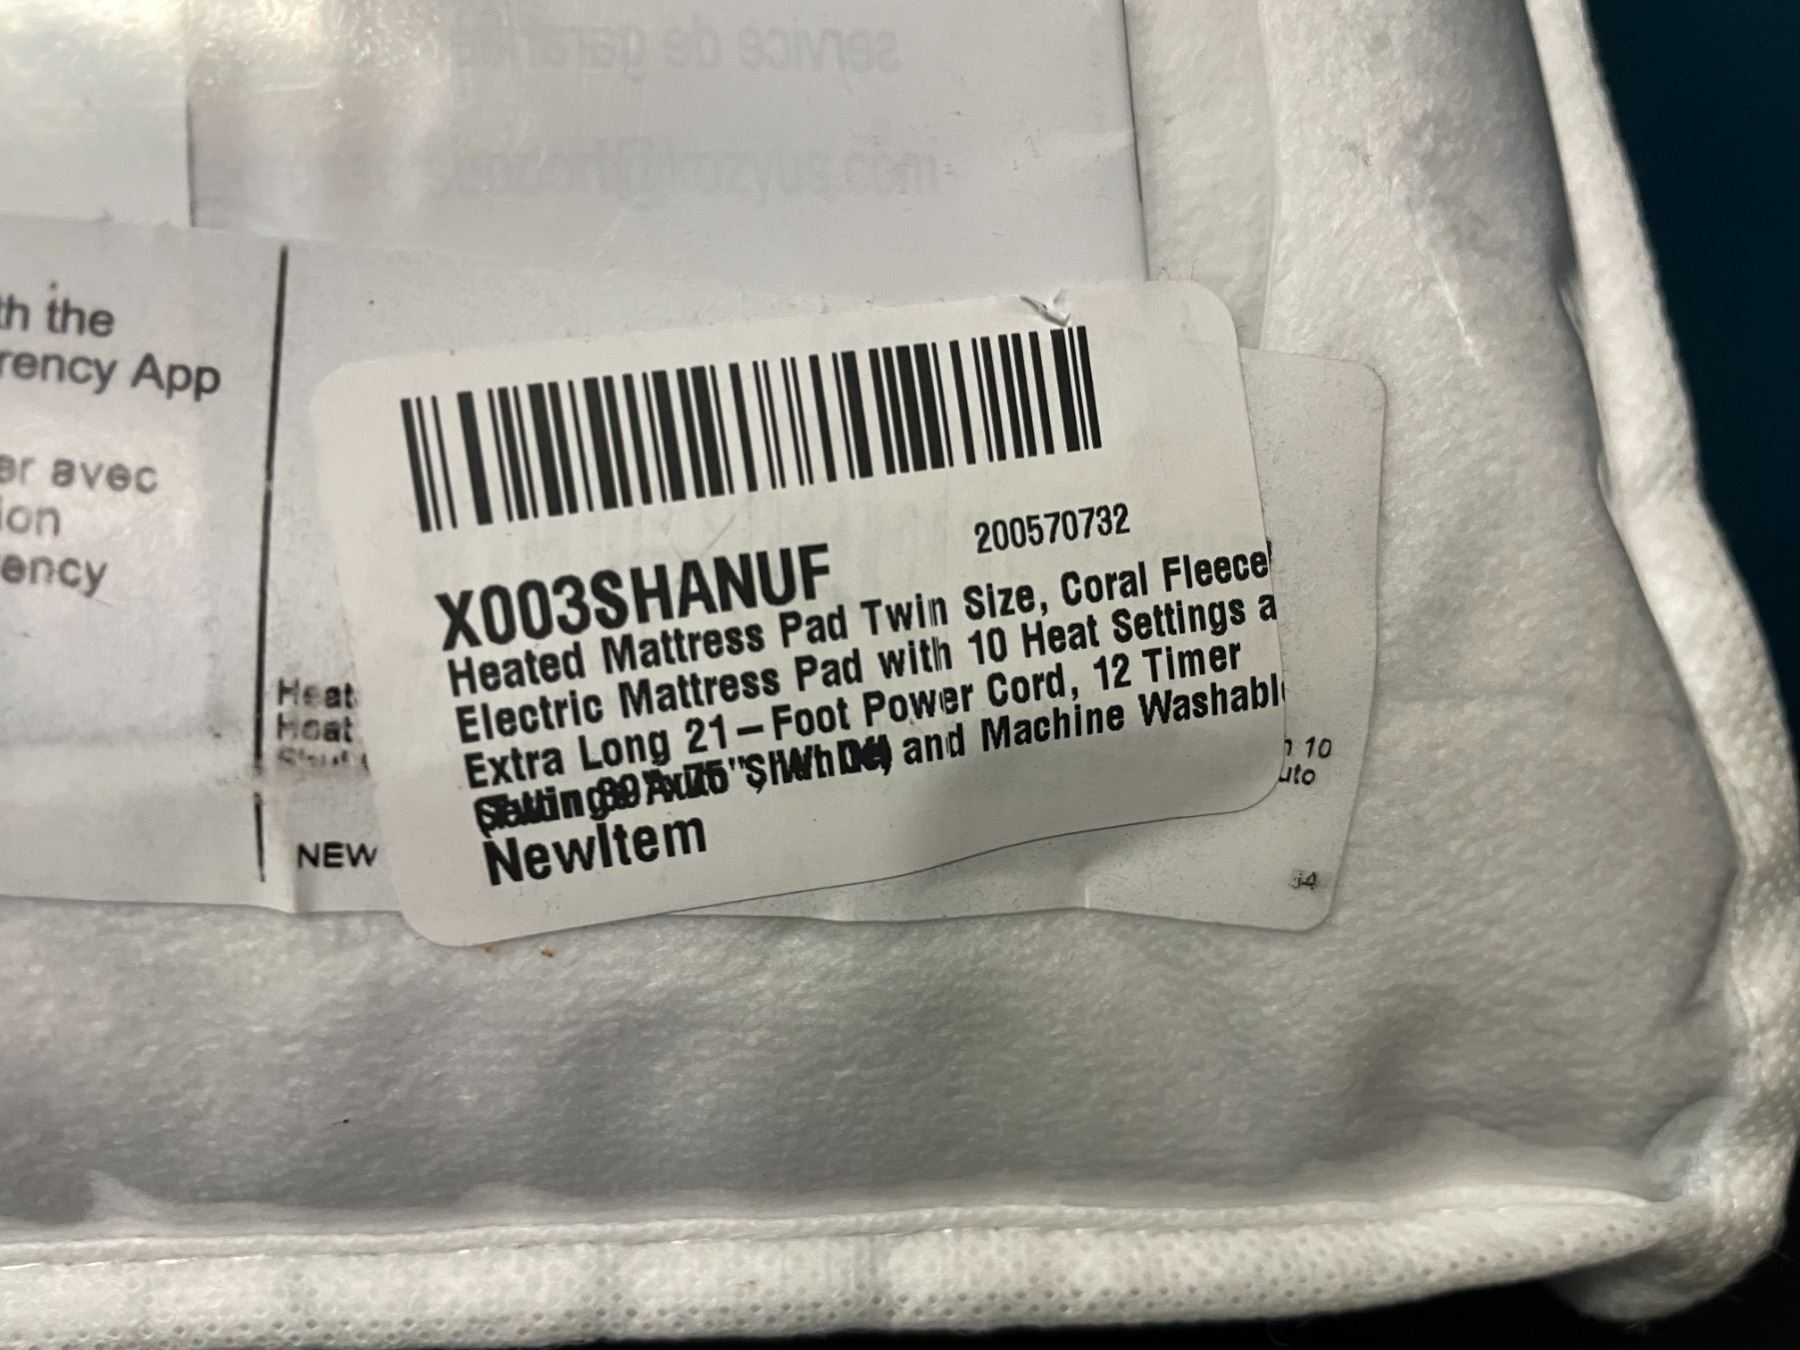 service de garantie
th the
rency App
er avec
ion
ency
200570732
X003SHANUF
Heated Mattress Pad Twin Size, Coral Fleece
Electric Mattress Pad with 10 Heat Settings a
Extra Long 21-Foot Power Cord, 12 Timer
and Machine Washabl
NewItem
Heat
Heat
10
uto
NEW